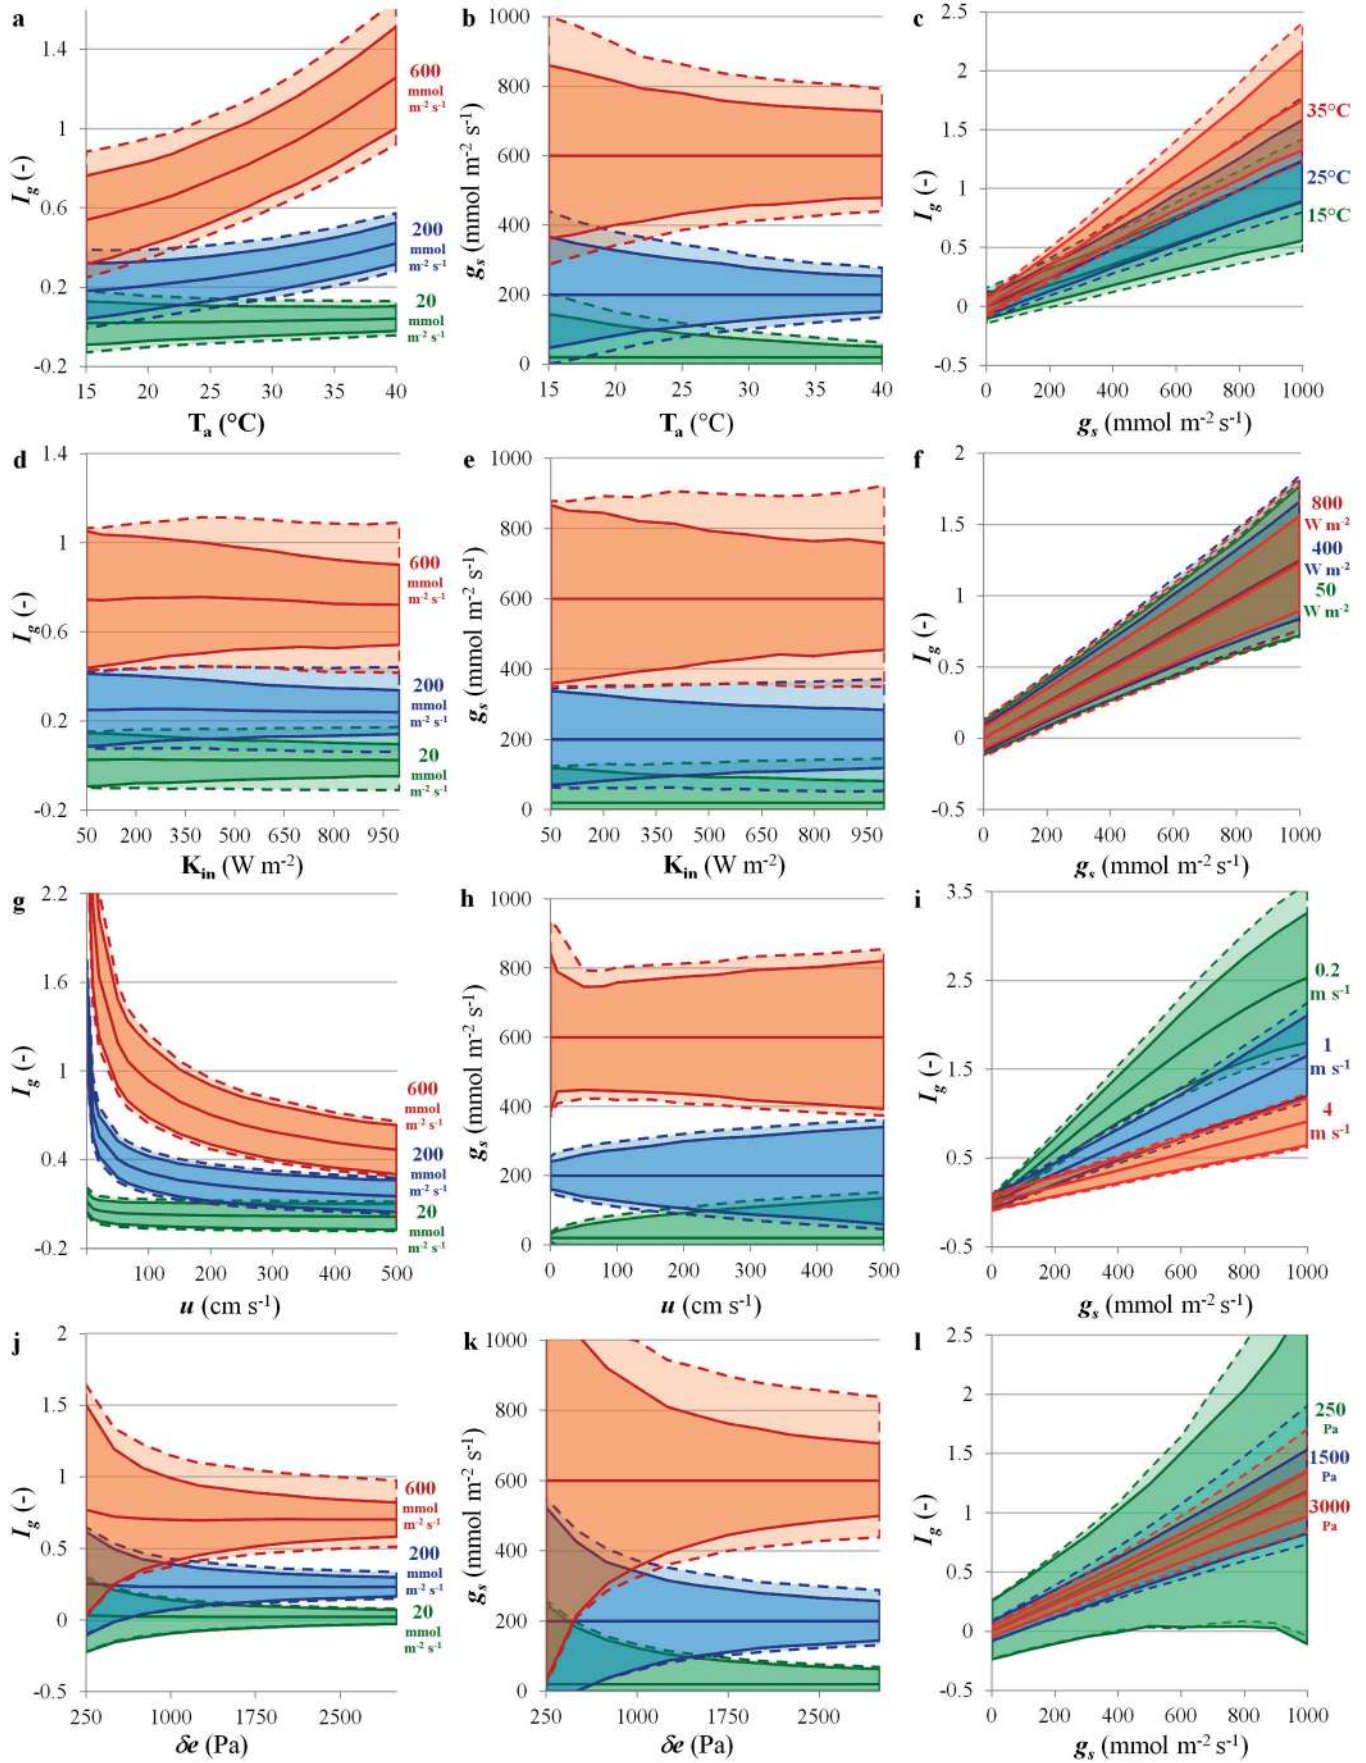 a
1.4
1
0.6
0.2
-0.2
I_g (-)
15 20 25 30 35 40
T_a (°C)
600
mmol
m⁻² s⁻¹
200
mmol
m⁻² s⁻¹
20
mmol
m⁻² s⁻¹
b
1000
800
600
400
200
0
g_s (mmol m⁻² s⁻¹)
15 20 25 30 35 40
T_a (°C)
c
2.5
2
1.5
1
0.5
0
-0.5
I_g (-)
0 200 400 600 800 1000
g_s (mmol m⁻² s⁻¹)
35°C
25°C
15°C
d
1.4
1
0.6
0.2
-0.2
I_g (-)
50 200 350 500 650 800 950
K_in (W m⁻²)
600
mmol
m⁻² s⁻¹
200
mmol
m⁻² s⁻¹
20
mmol
m⁻² s⁻¹
e
1000
800
600
400
200
0
g_s (mmol m⁻² s⁻¹)
50 200 350 500 650 800 950
K_in (W m⁻²)
f
2
1.5
1
0.5
0
-0.5
I_g (-)
0 200 400 600 800 1000
g_s (mmol m⁻² s⁻¹)
800
W m⁻²
400
W m⁻²
50
W m⁻²
g
2.2
1.6
1
0.4
-0.2
I_g (-)
100 200 300 400 500
u (cm s⁻¹)
600
mmol
m⁻² s⁻¹
200
mmol
m⁻² s⁻¹
20
mmol
m⁻² s⁻¹
h
1000
800
600
400
200
0
g_s (mmol m⁻² s⁻¹)
0 100 200 300 400 500
u (cm s⁻¹)
i
3.5
2.5
1.5
0.5
-0.5
I_g (-)
0 200 400 600 800 1000
g_s (mmol m⁻² s⁻¹)
0.2
m s⁻¹
1
m s⁻¹
4
m s⁻¹
j
2
1.5
1
0.5
0
-0.5
I_g (-)
250 1000 1750 2500
δe (Pa)
600
mmol
m⁻² s⁻¹
200
mmol
m⁻² s⁻¹
20
mmol
m⁻² s⁻¹
k
1000
800
600
400
200
0
g_s (mmol m⁻² s⁻¹)
250 1000 1750 2500
δe (Pa)
l
2.5
2
1.5
1
0.5
0
-0.5
I_g (-)
0 200 400 600 800 1000
g_s (mmol m⁻² s⁻¹)
250
Pa
1500
Pa
3000
Pa